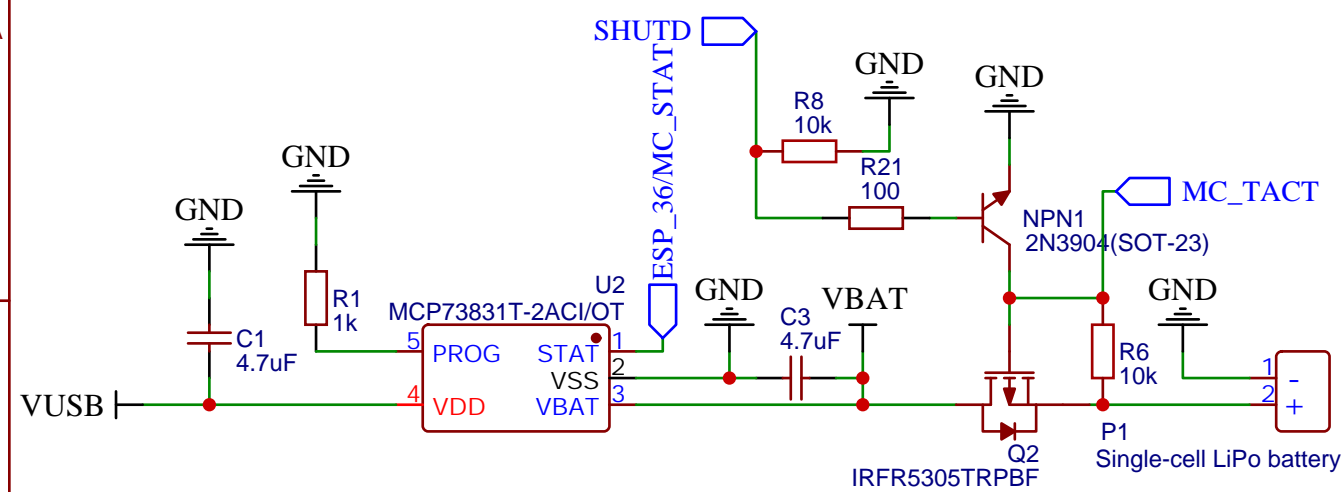 A
SHUTD
ESP_36/MC_STAT
GND
GND
R8
10k
GND
R21
100
MC_TACT
GND
NPN1
2N3904(SOT-23)
U2
MCP73831T-2ACI/OT
GND
VBAT
GND
R1
1k
C1
4.7uF
C3
4.7uF
5 PROG STAT 1
VSS 2
4 VDD VBAT 3
VUSB
R6
10k
1 -
2 +
P1
Single-cell LiPo battery
Q2
IRFR5305TRPBF